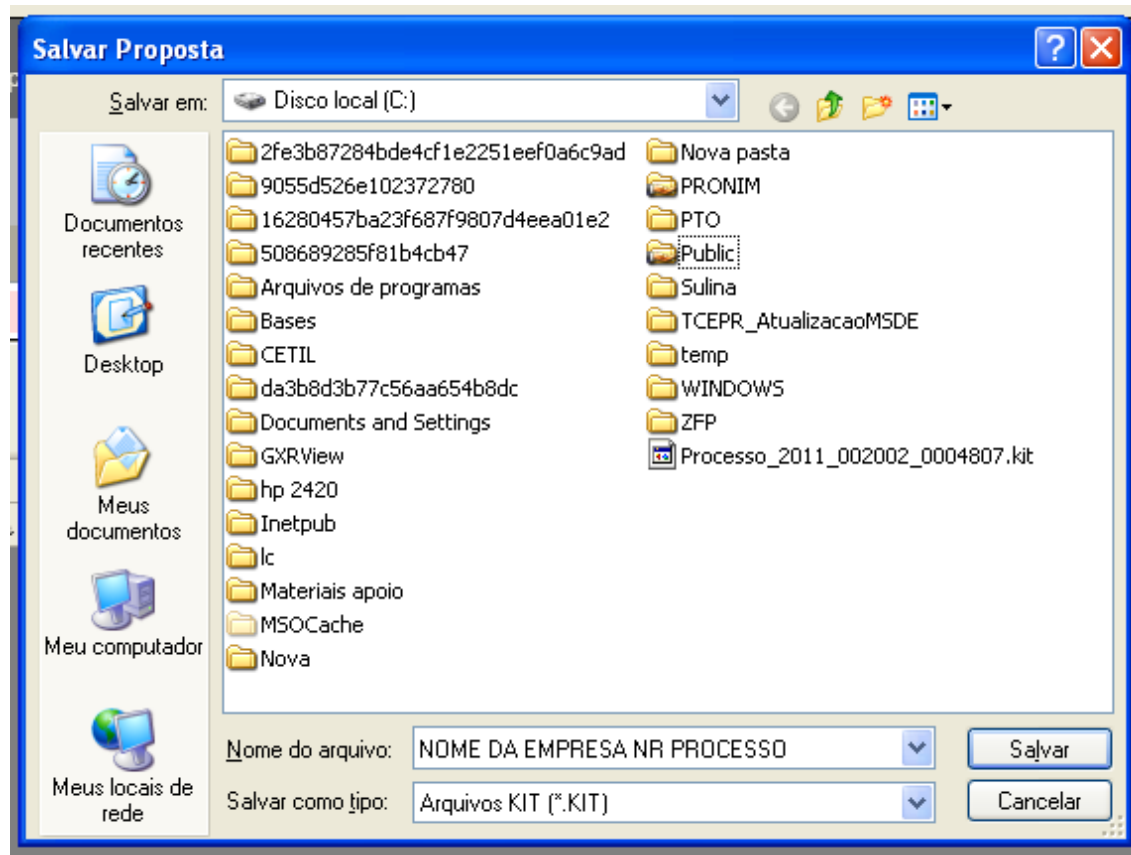 Salvar Proposta
Salvar em:
Disco local (C:)
Documentos
recentes
Desktop
Meus
documentos
Meu computador
Meus locais de
rede
2fe3b87284bde4cf1e2251eef0a6c9ad
9055d526e102372780
16280457ba23f687f9807d4eea01e2
508689285f81b4cb47
Arquivos de programas
Bases
CETIL
da3b8d3b77c56aa654b8dc
Documents and Settings
GXRView
hp 2420
Inetpub
lc
Materiais apoio
MSOCache
Nova
Nova pasta
PRONIM
PTO
Public
Sulina
TCEPR_AtualizacaoMSDE
temp
WINDOWS
ZFP
Processo_2011_002002_0004807.kit
Nome do arquivo:
NOME DA EMPRESA NR PROCESSO
Salvar
Salvar como tipo:
Arquivos KIT (*.KIT)
Cancelar